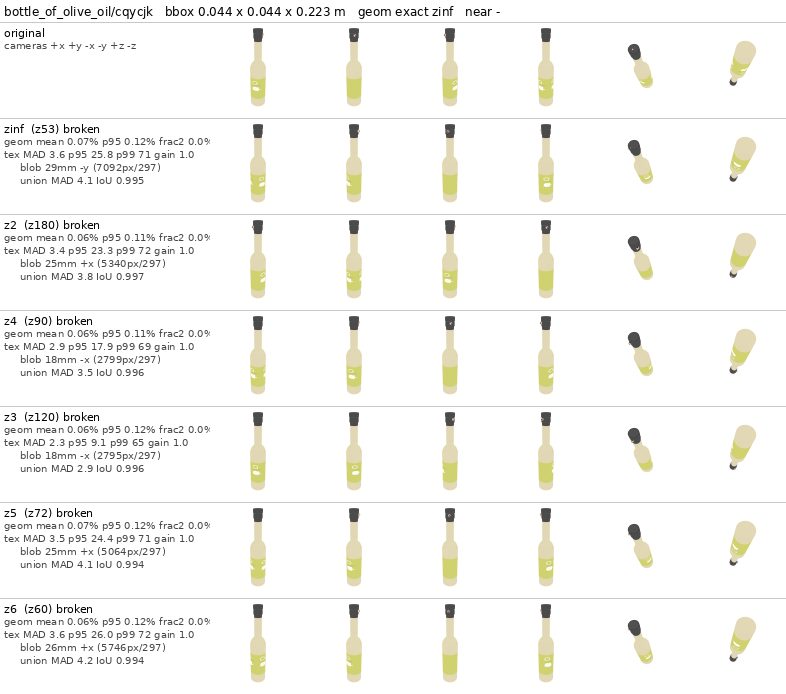 bottle_of_olive_oil/cqycjk bbox 0.044 x 0.044 x 0.223 m geom exact zinf near -
original
cameras +x +y -x -y +z -z
zinf (z53) broken
geom mean 0.07% p95 0.12% frac2 0.0%
tex MAD 3.6 p95 25.8 p99 71 gain 1.0
blob 29mm -y (7092px/297)
union MAD 4.1 IoU 0.995
z2 (z180) broken
geom mean 0.06% p95 0.11% frac2 0.0%
tex MAD 3.4 p95 23.3 p99 72 gain 1.0
blob 25mm +x (5340px/297)
union MAD 3.8 IoU 0.997
z4 (z90) broken
geom mean 0.06% p95 0.11% frac2 0.0%
tex MAD 2.9 p95 17.9 p99 69 gain 1.0
blob 18mm -x (2799px/297)
union MAD 3.5 IoU 0.996
z3 (z120) broken
geom mean 0.06% p95 0.12% frac2 0.0%
tex MAD 2.3 p95 9.1 p99 65 gain 1.0
blob 18mm -x (2795px/297)
union MAD 2.9 IoU 0.996
z5 (z72) broken
geom mean 0.07% p95 0.12% frac2 0.0%
tex MAD 3.5 p95 24.4 p99 71 gain 1.0
blob 25mm +x (5064px/297)
union MAD 4.1 IoU 0.994
z6 (z60) broken
geom mean 0.06% p95 0.12% frac2 0.0%
tex MAD 3.6 p95 26.0 p99 72 gain 1.0
blob 26mm +x (5746px/297)
union MAD 4.2 IoU 0.994